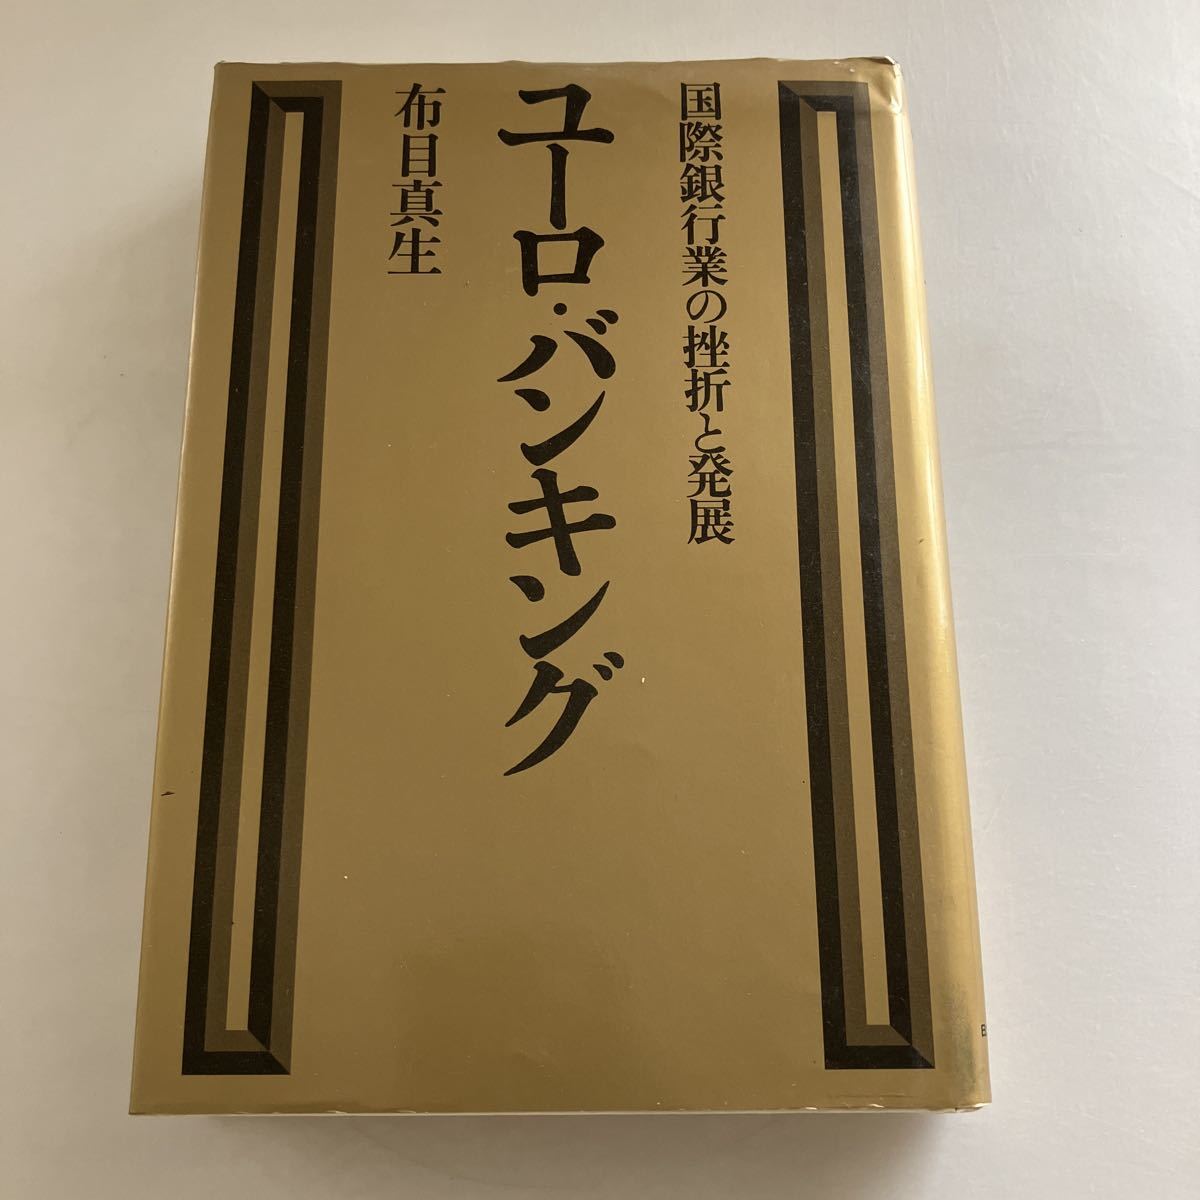 国際銀行業の挫折と発展
ユーロ・バンキング
布目真生